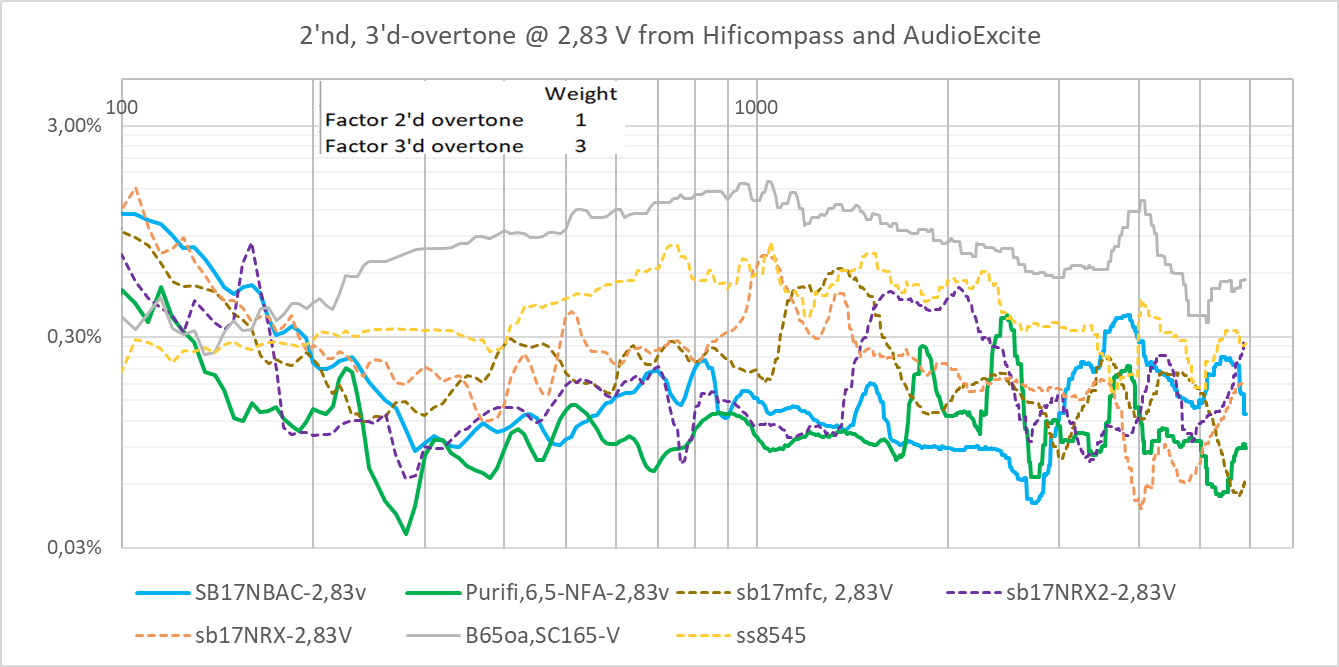 2'nd, 3'd-overtone @ 2,83 V from Hificompass and AudioExcite
100
1000
Weight
3,00%
Factor 2'd overtone 1
Factor 3'd overtone 3
0,30%
0,03%
SB17NBAC-2,83v
Purifi,6,5-NFA-2,83v
sb17mfc, 2,83V
sb17NRX2-2,83V
sb17NRX-2,83V
B65oa,SC165-V
ss8545